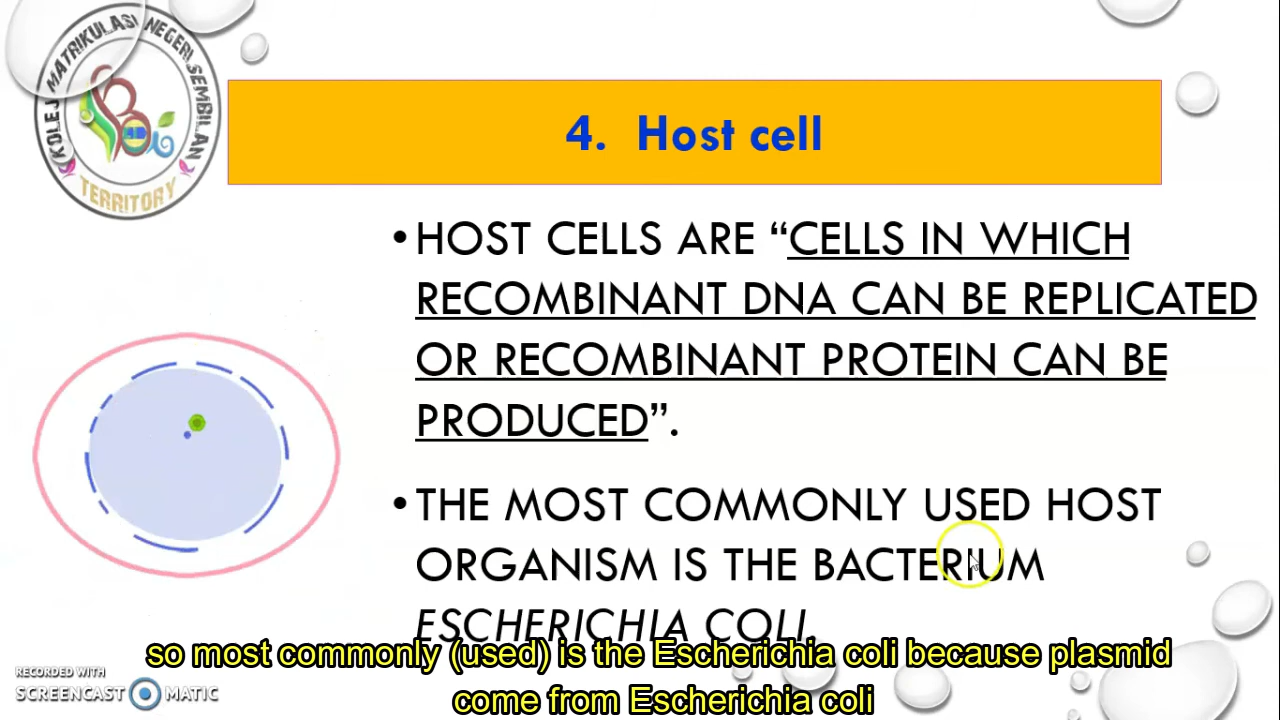 KOLEJ MATRIKULASI NEGERI SEMBILAN
TERRITORY
4. Host cell
•HOST CELLS ARE “CELLS IN WHICH
RECOMBINANT DNA CAN BE REPLICATED
OR RECOMBINANT PROTEIN CAN BE
PRODUCED”.
•THE MOST COMMONLY USED HOST
ORGANISM IS THE BACTERIUM
ESCHERICHIA COLI.
so most commonly (used) is the Escherichia coli because plasmid
come from Escherichia coli
RECORDED WITH
SCREENCAST MATIC